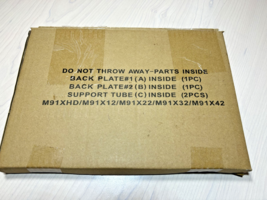 DO NOT THROW AWAY-PARTS INSIDE
BACK PLATE#1(A) INSIDE (1PC)
BACK PLATE#2(B) INSIDE (1PC)
SUPPORT TUBE(C) INSIDE (2PCS)
M91XHD/M91X12/M91X22/M91X32/M91X42